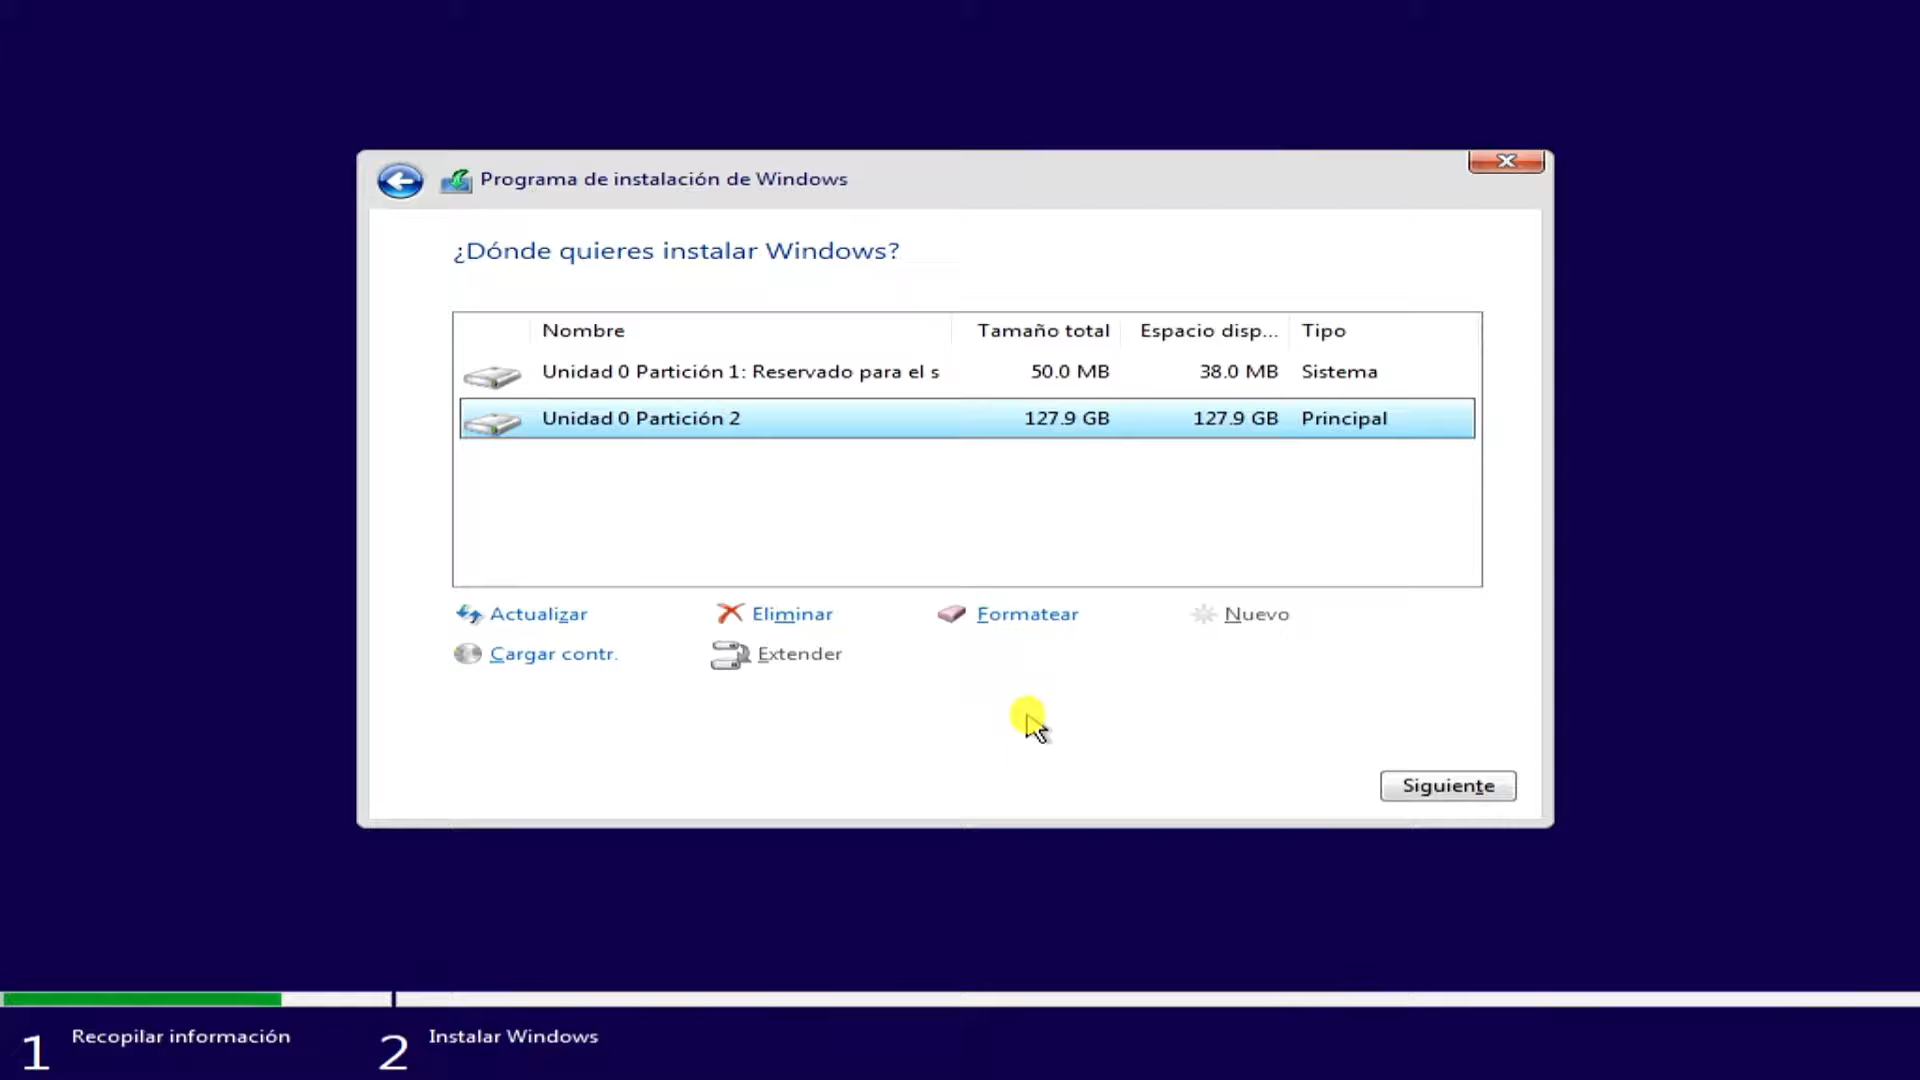 Programa de instalación de Windows
¿Dónde quieres instalar Windows?
Nombre Tamaño total Espacio disp... Tipo
Unidad 0 Partición 1: Reservado para el s 50.0 MB 38.0 MB Sistema
Unidad 0 Partición 2 127.9 GB 127.9 GB Principal
Actualizar Eliminar Formatear Nuevo
Cargar contr. Extender
Siguiente
1 Recopilar información 2 Instalar Windows